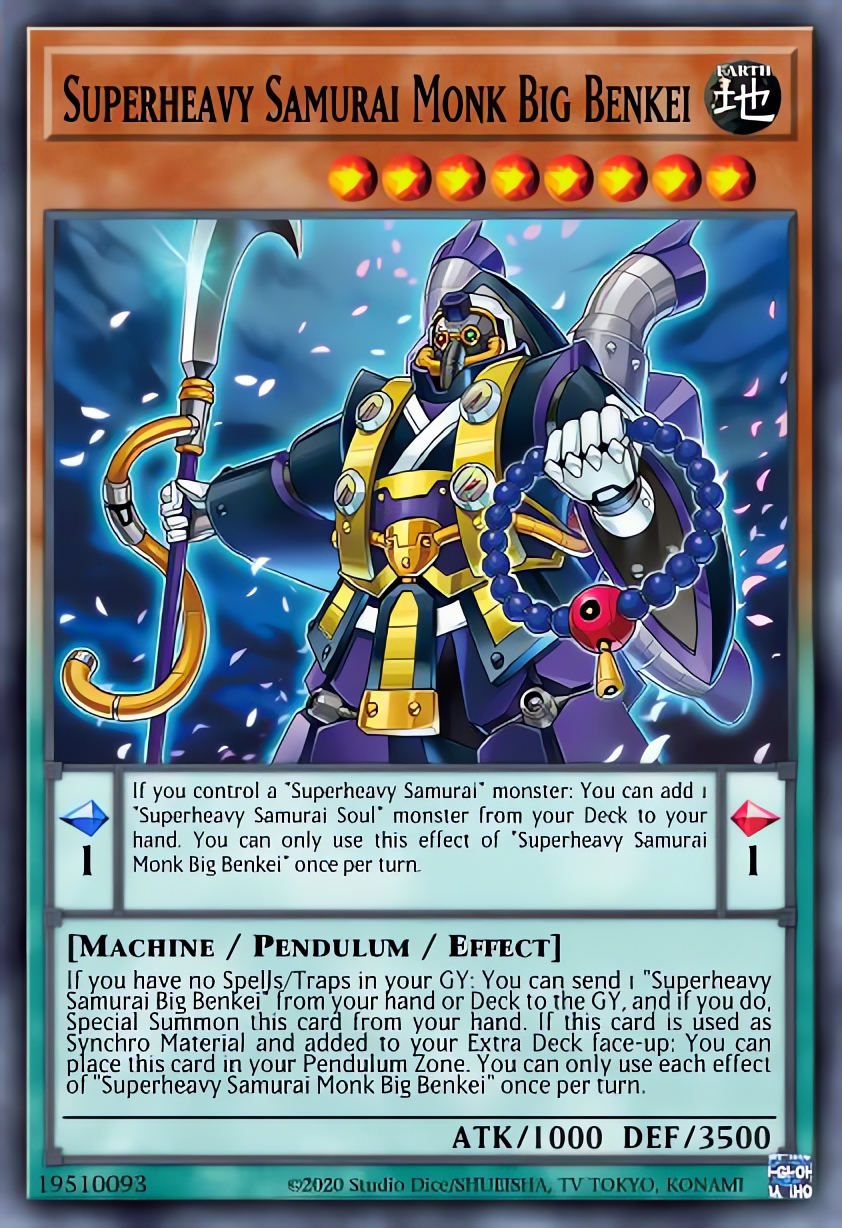 SUPERHEAVY SAMURAI MONK BIG BENKEI
EARTH
地
If you control a "Superheavy Samurai" monster: You can add 1
"Superheavy Samurai Soul" monster from your Deck to your
hand. You can only use this effect of "Superheavy Samurai
Monk Big Benkei" once per turn.
1
1
[MACHINE / PENDULUM / EFFECT]
If you have no Spells/Traps in your GY: You can send 1 "Superheavy
Samurai Big Benkei" from your hand or Deck to the GY, and if you do,
Special Summon this card from your hand. If this card is used as
Synchro Material and added to your Extra Deck face-up: You can
place this card in your Pendulum Zone. You can only use each effect
of "Superheavy Samurai Monk Big Benkei" once per turn.
ATK/1000 DEF/3500
19510093
©2020 Studio Dice/SHUEISHA, TV TOKYO, KONAMI